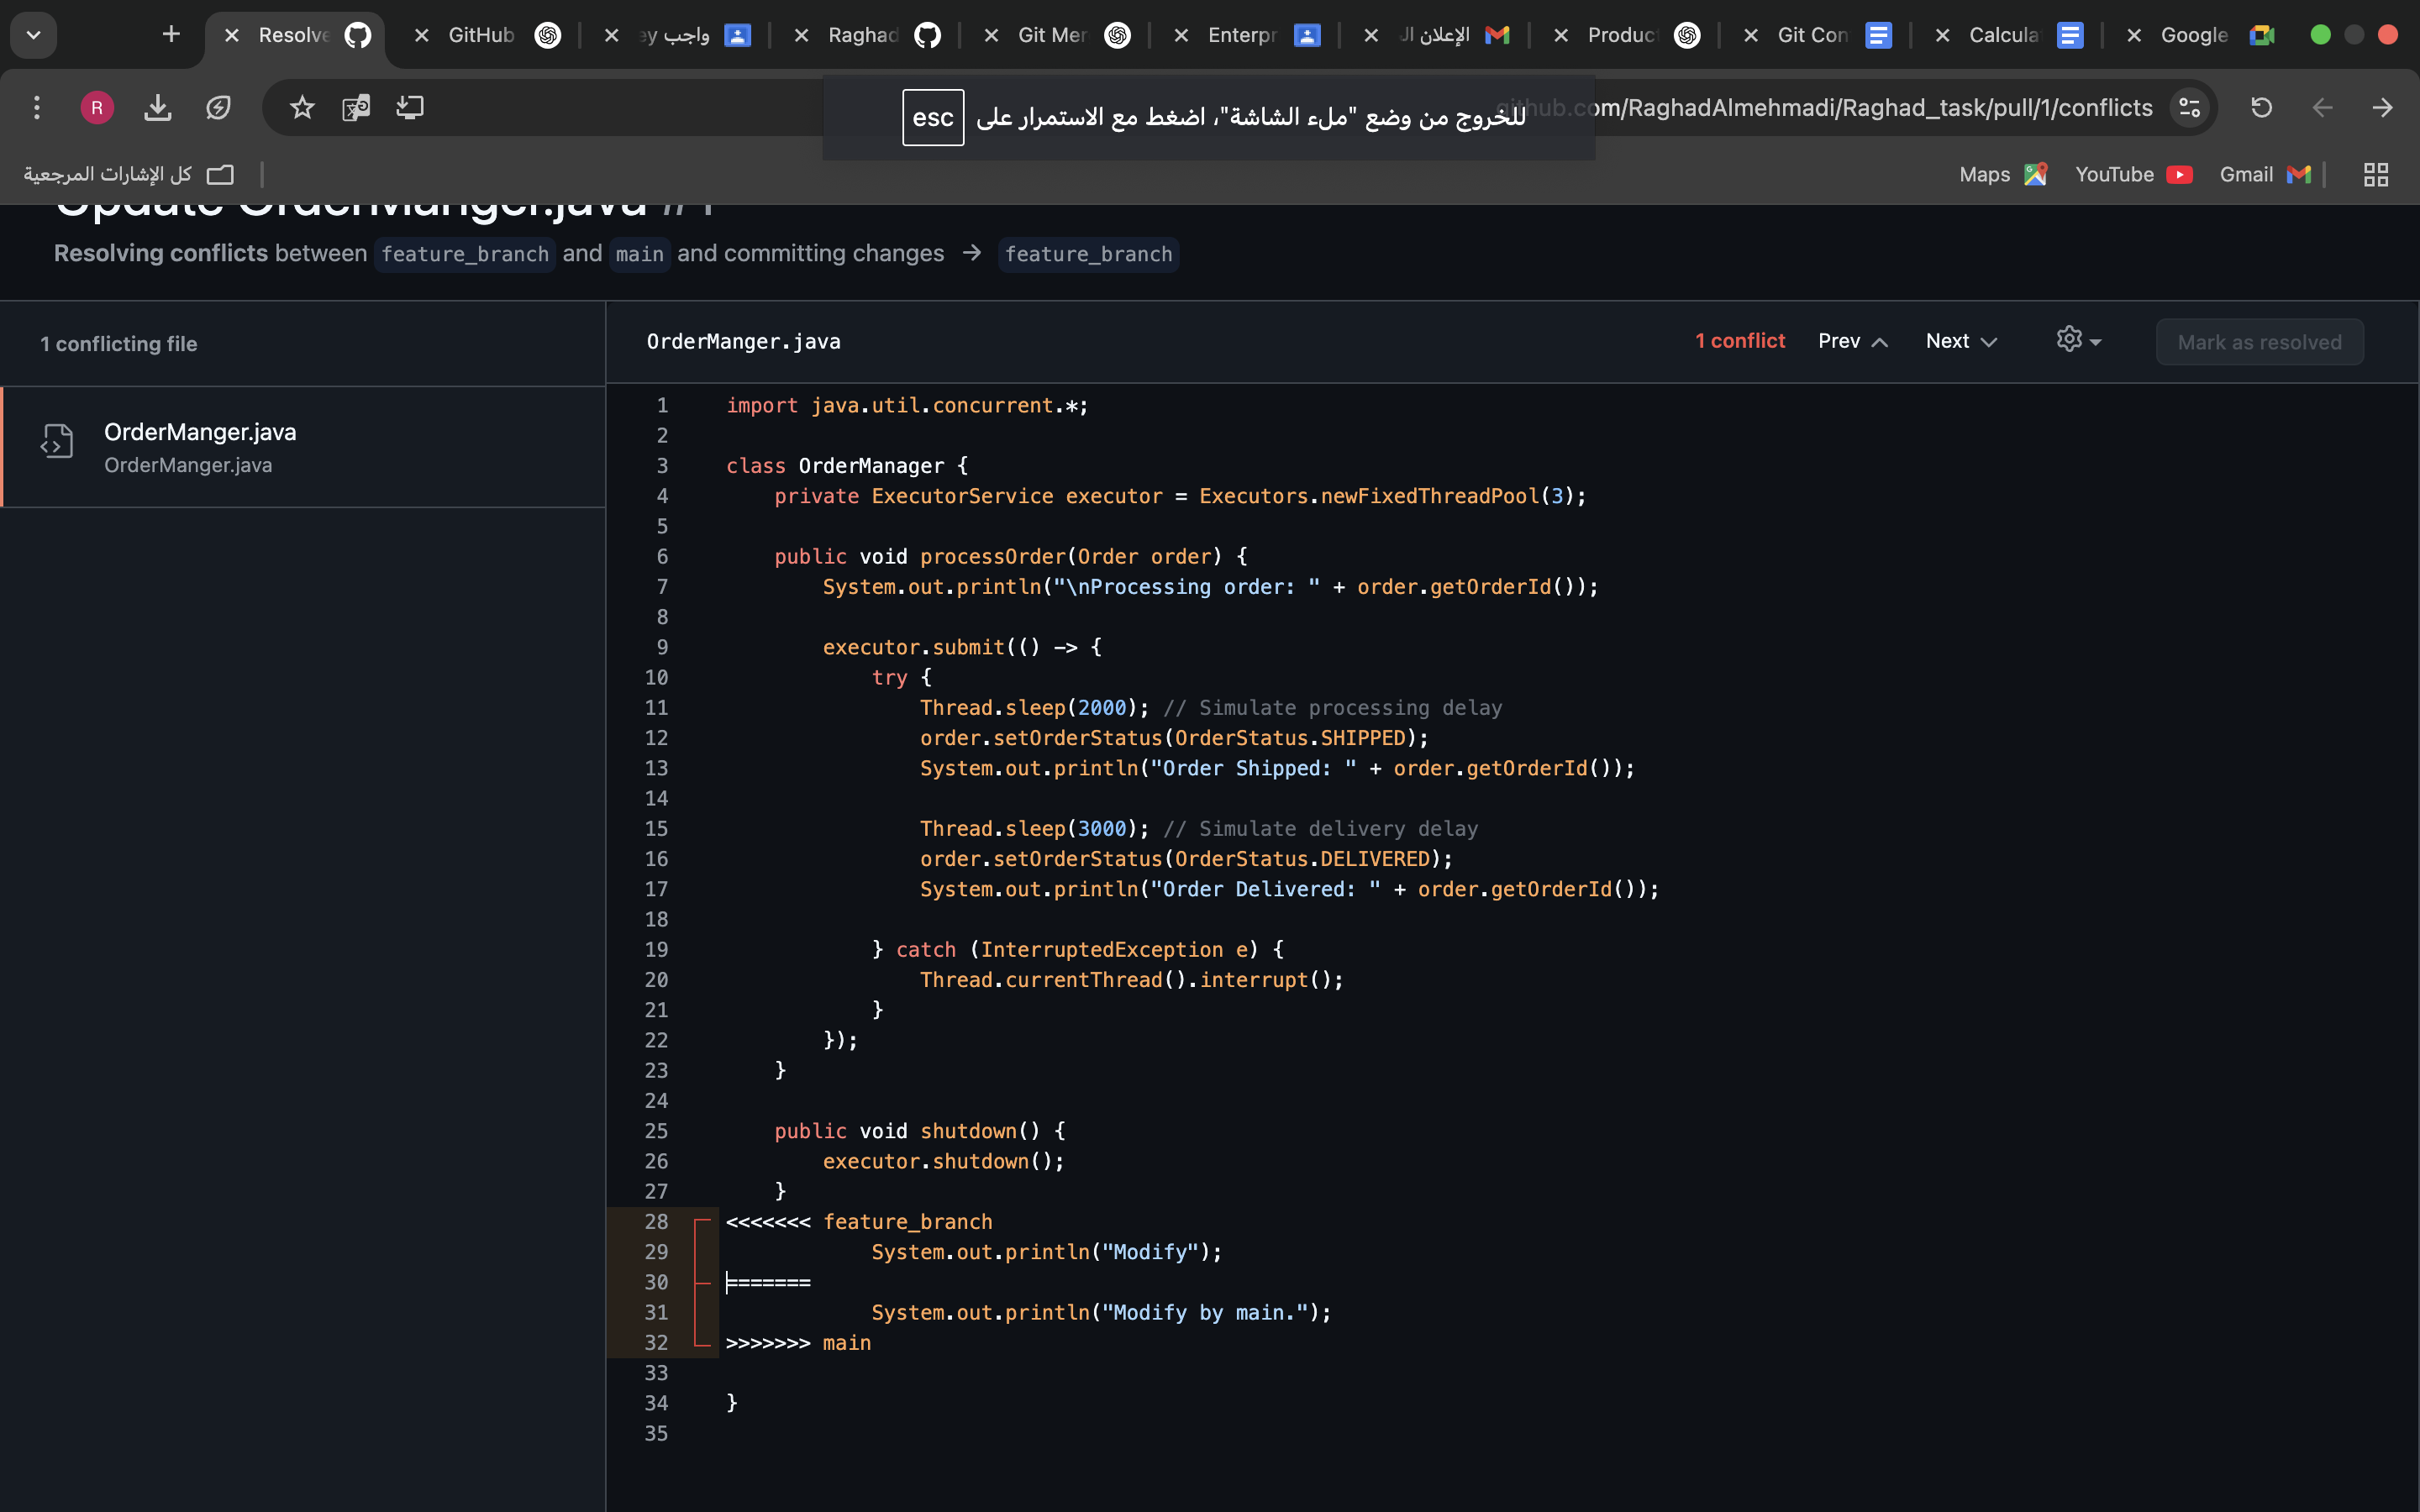 Resolve
GitHub
واجب ey
Raghad
Git Mer
Enterpr
الإعلان ال
Produc
Git Con
Calcula
Google
R
github.com/RaghadAlmehmadi/Raghad_task/pull/1/conflicts
للخروج من وضع "ملء الشاشة"، اضغط مع الاستمرار على esc
كل الإشارات المرجعية
Maps
YouTube
Gmail
Update OrderManger.java #1
Resolving conflicts between feature_branch and main and committing changes → feature_branch
1 conflicting file
OrderManger.java
OrderManger.java
OrderManger.java
1 conflict
Prev
Next
Mark as resolved
1 import java.util.concurrent.*;
2
3 class OrderManager {
4     private ExecutorService executor = Executors.newFixedThreadPool(3);
5
6     public void processOrder(Order order) {
7         System.out.println("\nProcessing order: " + order.getOrderId());
8
9         executor.submit(() -> {
10             try {
11                 Thread.sleep(2000); // Simulate processing delay
12                 order.setOrderStatus(OrderStatus.SHIPPED);
13                 System.out.println("Order Shipped: " + order.getOrderId());
14
15                 Thread.sleep(3000); // Simulate delivery delay
16                 order.setOrderStatus(OrderStatus.DELIVERED);
17                 System.out.println("Order Delivered: " + order.getOrderId());
18
19             } catch (InterruptedException e) {
20                 Thread.currentThread().interrupt();
21             }
22         });
23     }
24
25     public void shutdown() {
26         executor.shutdown();
27     }
28 <<<<<<< feature_branch
29             System.out.println("Modify");
30 =======
31             System.out.println("Modify by main.");
32 >>>>>>> main
33
34 }
35